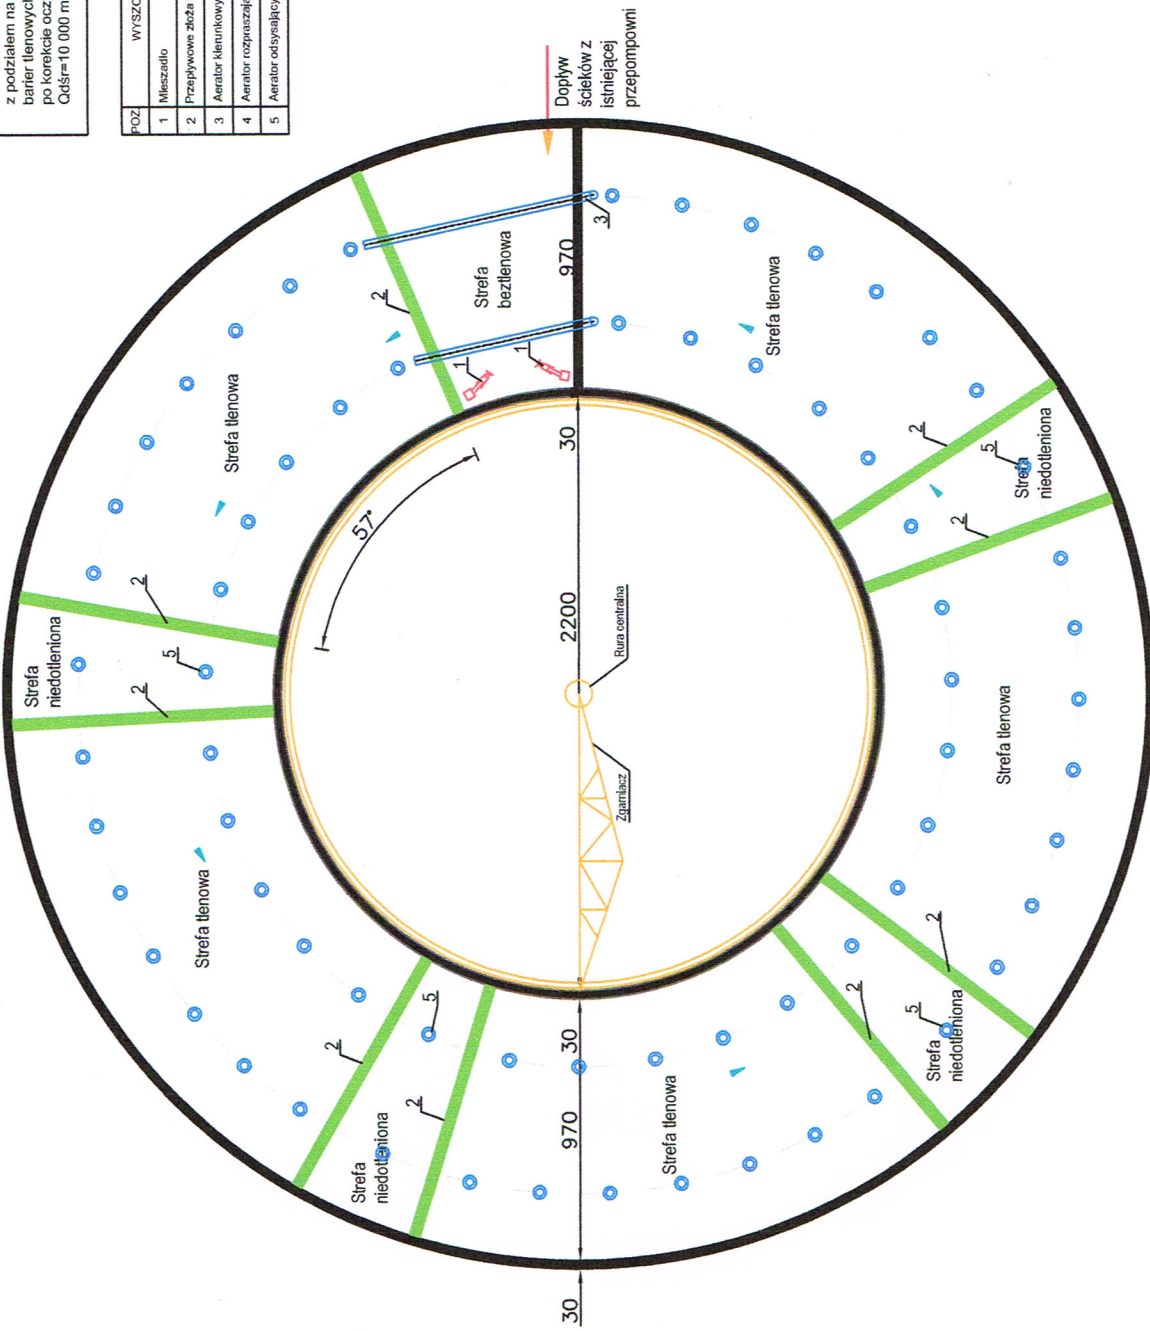 z podziałem na
barier tlenowych
po korekcie ocz
Qdśr=10 000 m
POZ
1 Mieszadło
2 Przepływowe złoża
3 Aerator kierunkowy
4 Aerator rozpraszają
5 Aerator odsysający
Dopływ
ścieków z
istniejącej
przepompowni
3
970
Strefa
beztlenowa
2
1
1
Strefa tlenowa
Strefa tlenowa
2
5
Strefa
niedotleniona
2
30
57°
2
Strefa
niedotleniona
5
2
2200
Rura centralna
Zgarniacz
Strefa tlenowa
Strefa tlenowa
2
5
2
Strefa
niedotleniona
2
2
5
Strefa
niedotleniona
30
970
Strefa tlenowa
30